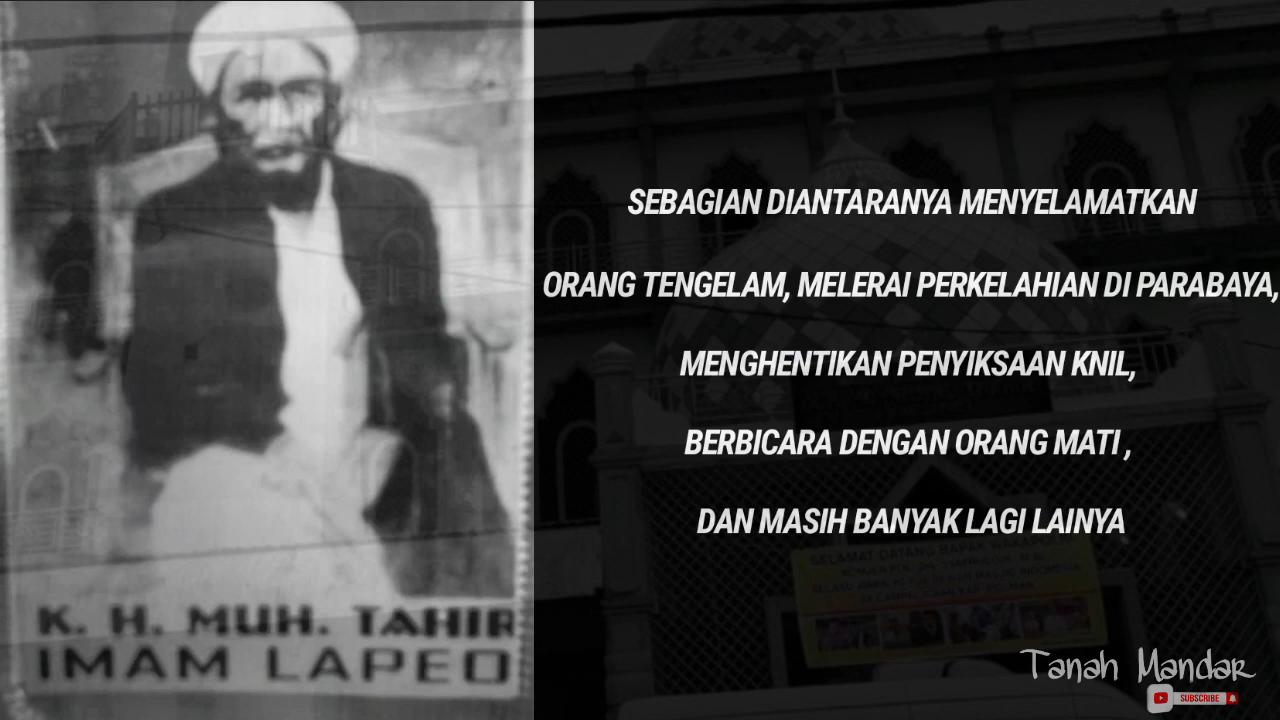 SEBAGIAN DIANTARANYA MENYELAMATKAN
ORANG TENGELAM, MELERAI PERKELAHIAN DI PARABAYA,
MENGHENTIKAN PENYIKSAAN KNIL,
BERBICARA DENGAN ORANG MATI ,
DAN MASIH BANYAK LAGI LAINYA
K. H. MUH. TAHIR
IMAM LAPEO
SELAMAT DATANG BAPAK
Tanah Mandar
SUBSCRIBE